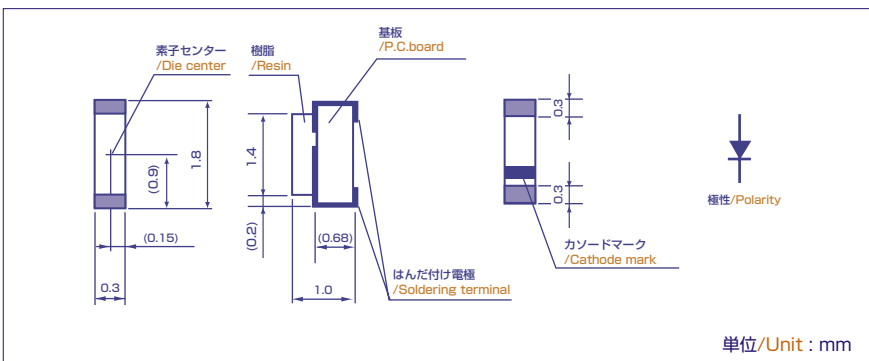 素子センター
/Die center
樹脂
/Resin
基板
/P.C.board
1.8
(0.9)
(0.15)
0.3
1.4
(0.2)
(0.68)
1.0
はんだ付け電極
/Soldering terminal
0.3
0.3
カソードマーク
/Cathode mark
極性/Polarity
単位/Unit : mm